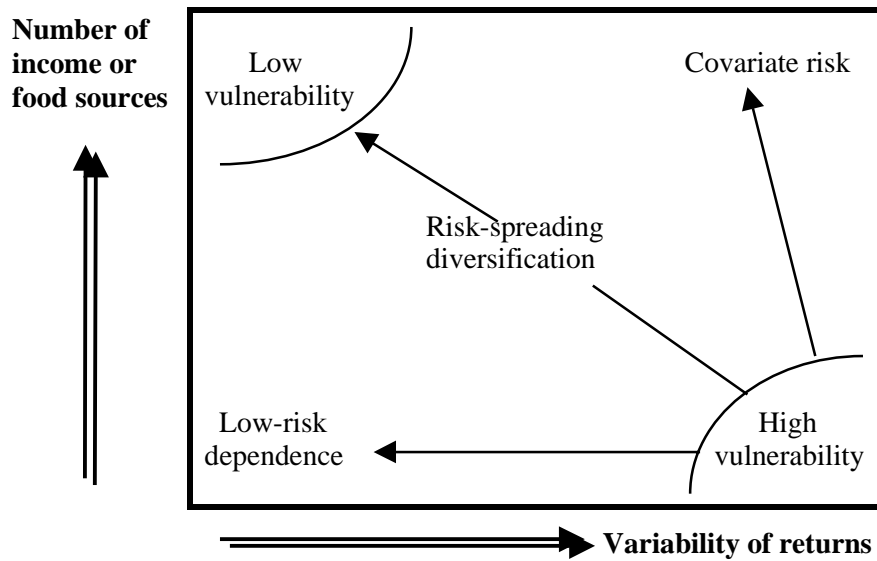 Number of
income or
food sources
Low
vulnerability
Covariate risk
Risk-spreading
diversification
Low-risk
dependence
High
vulnerability
Variability of returns